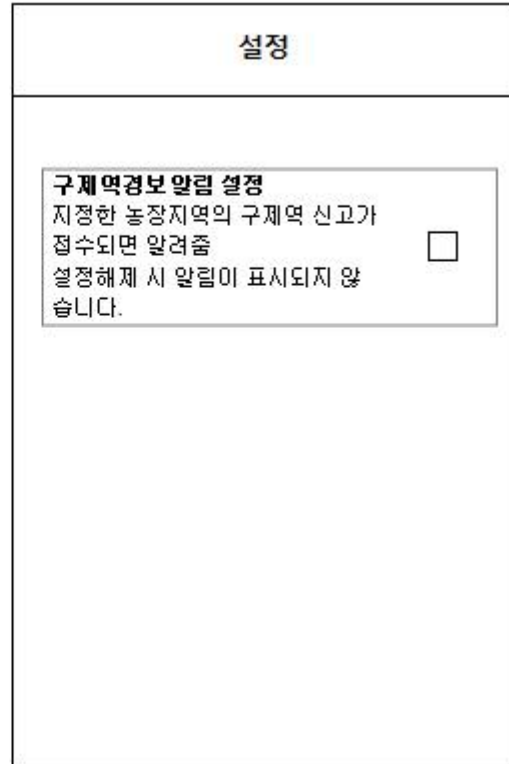 설정
구제역경보 알림 설정
지정한 농장지역의 구제역 신고가
접수되면 알려줌
설정해제 시 알림이 표시되지 않
습니다.